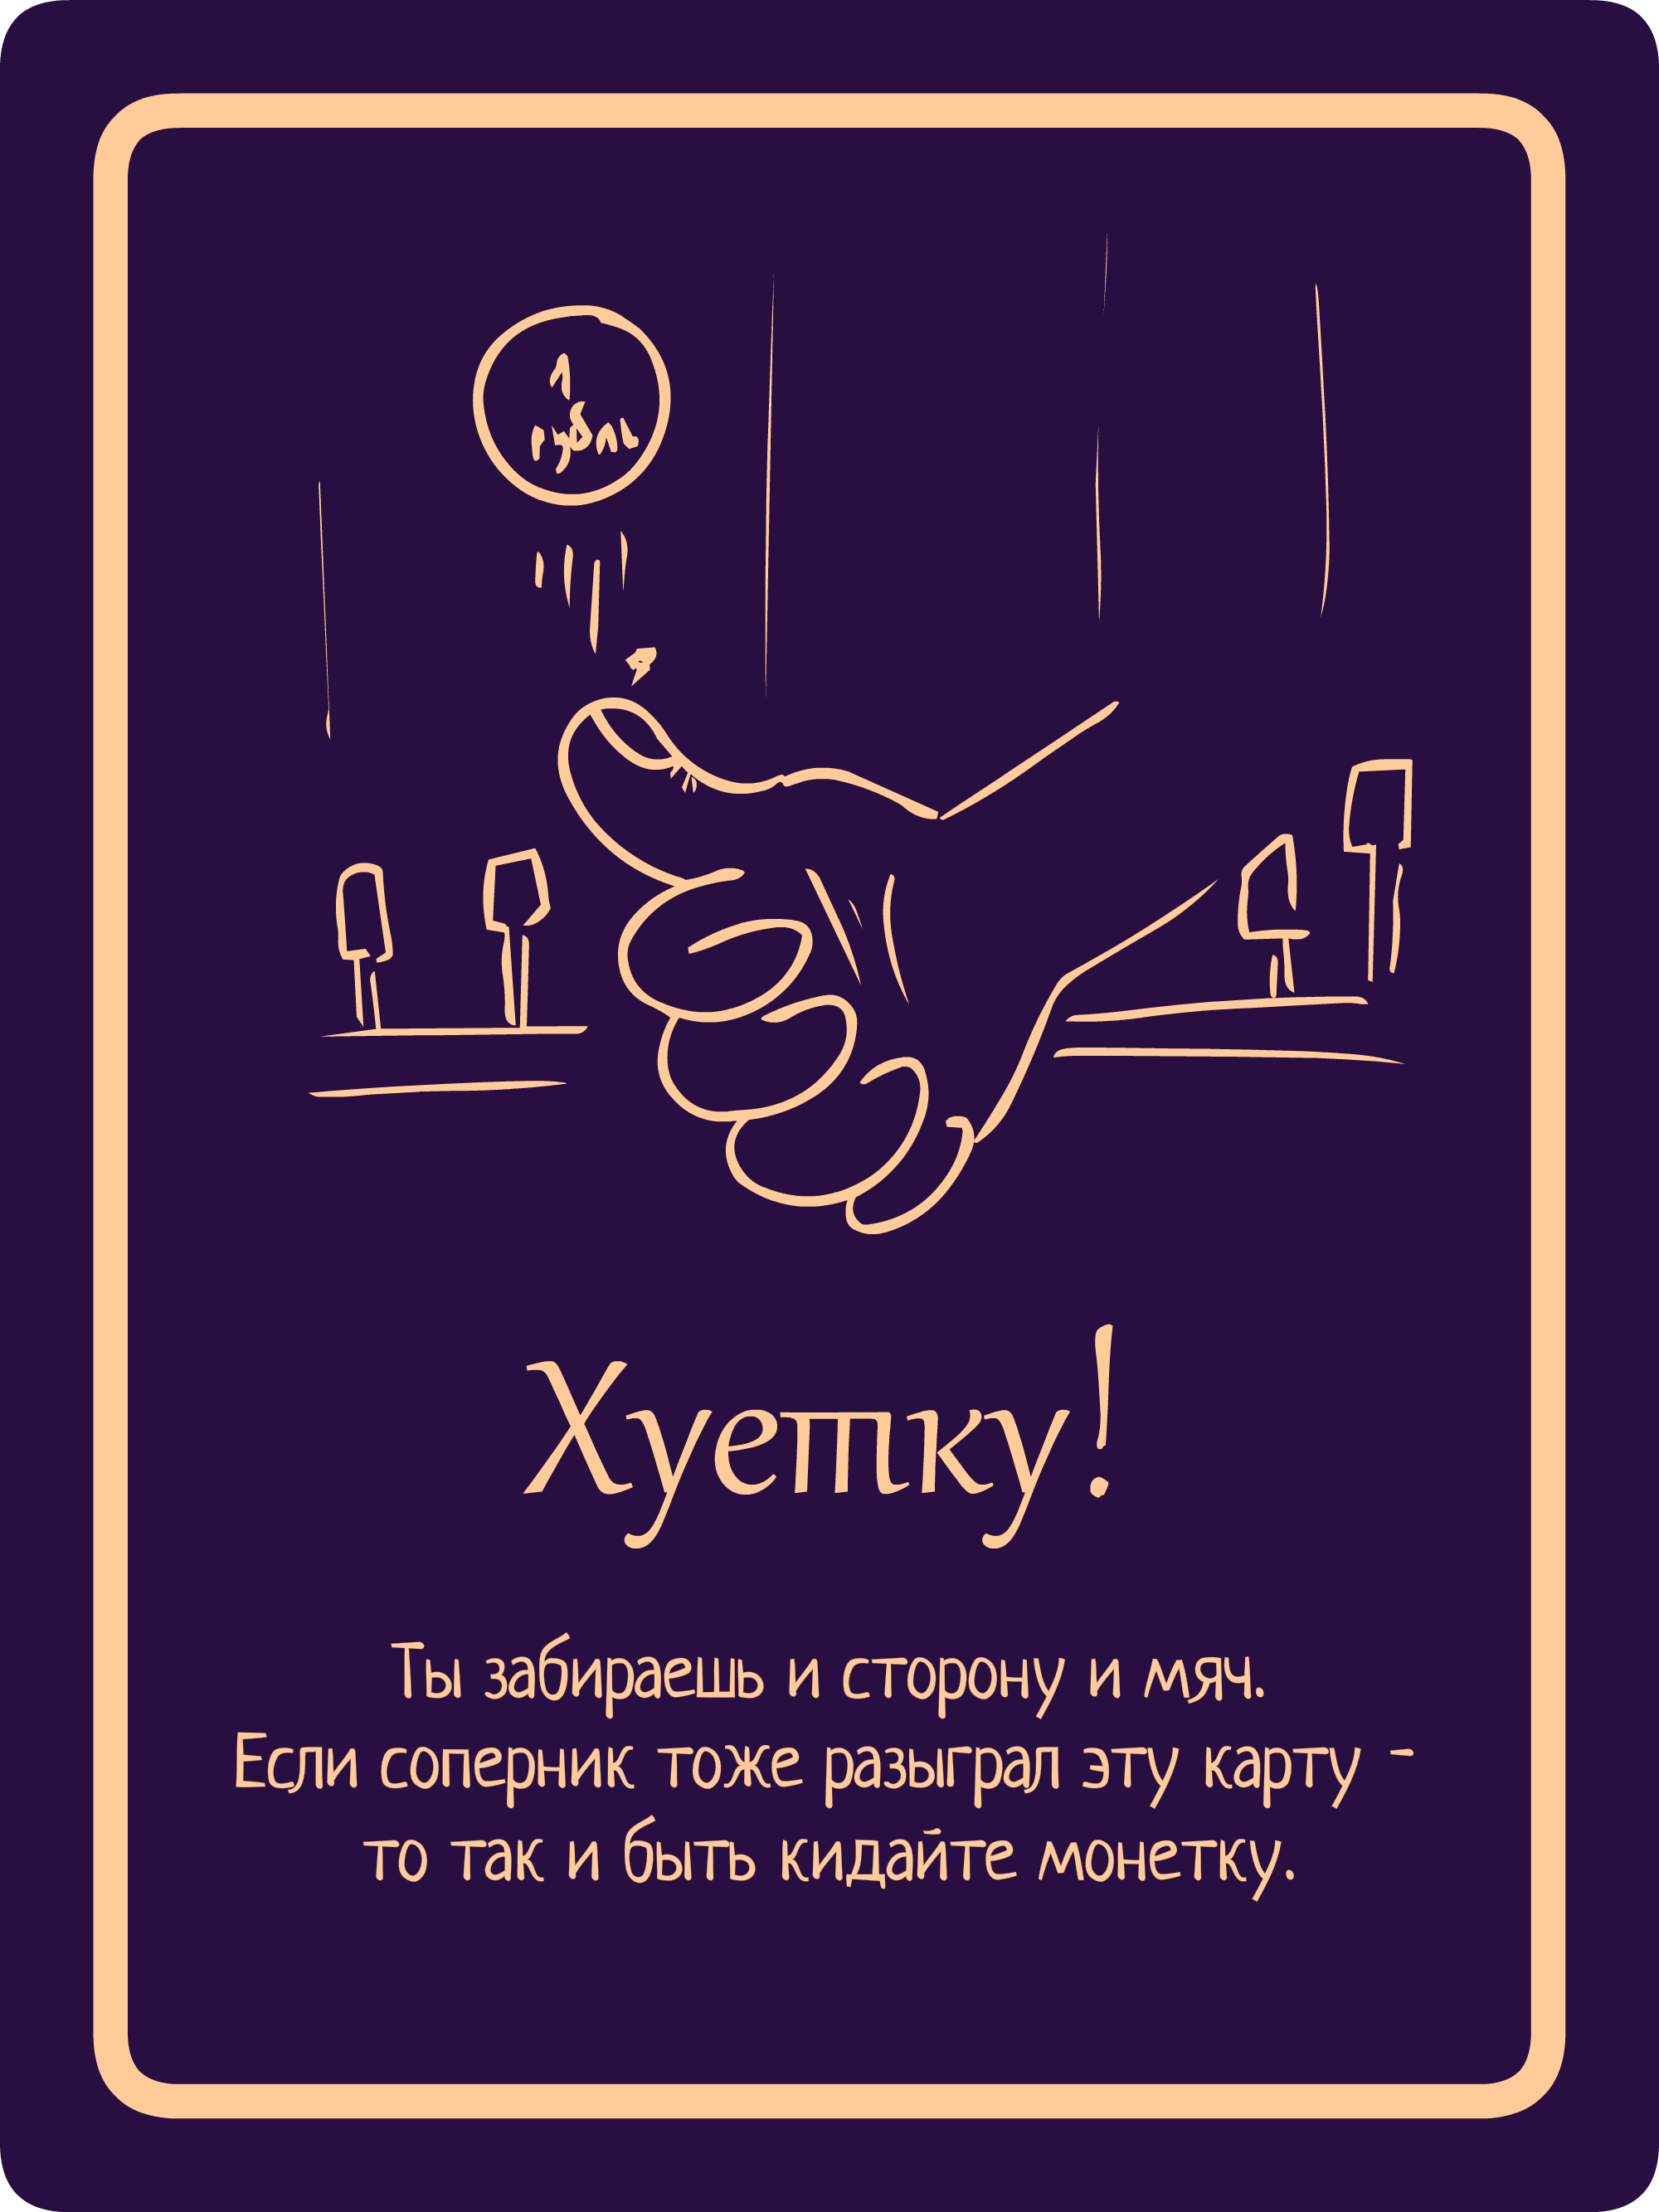 1
рубль
Хуетку!
Ты забираешь и сторону и мяч.
Если соперник тоже разыграл эту карту -
то так и быть кидайте монетку.